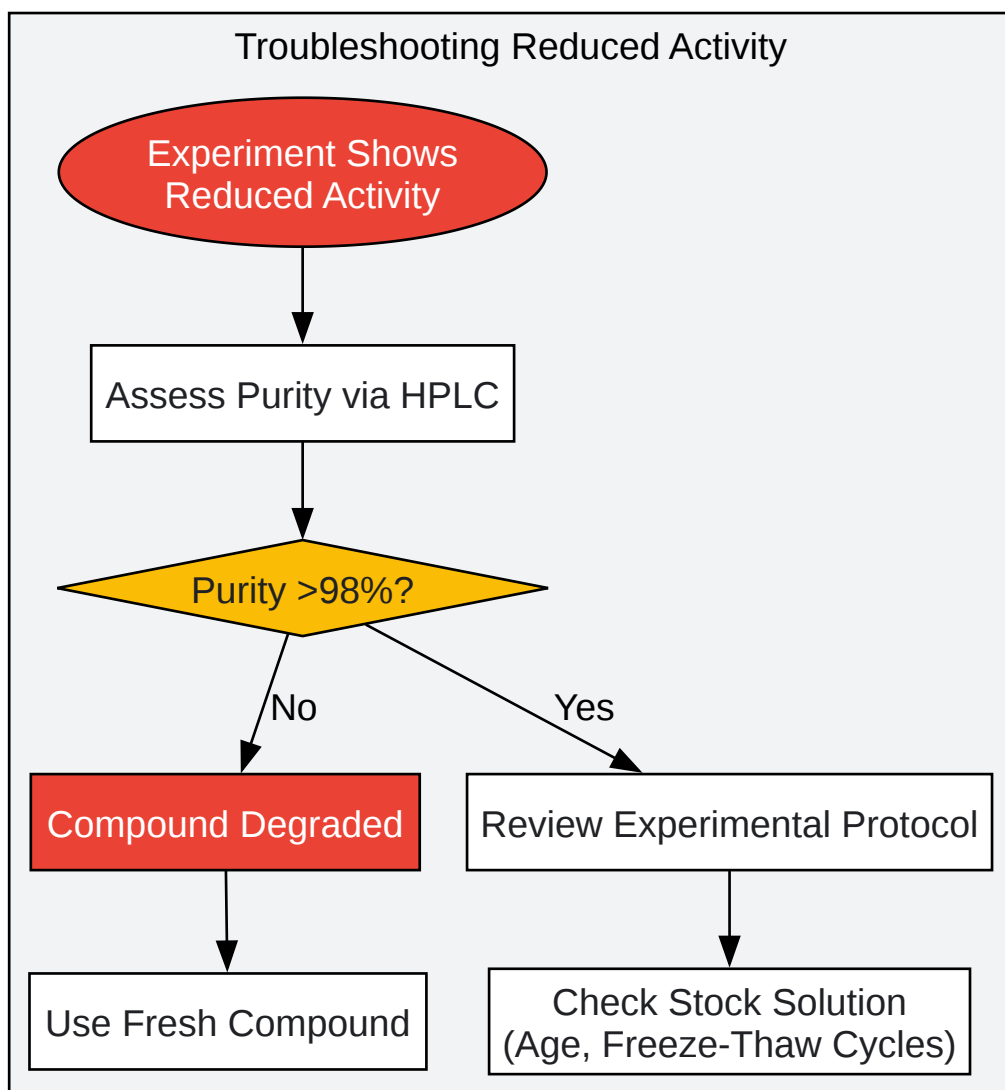 Troubleshooting Reduced Activity
Experiment Shows
Reduced Activity
Assess Purity via HPLC
Purity >98%?
No
Yes
Compound Degraded
Review Experimental Protocol
Use Fresh Compound
Check Stock Solution
(Age, Freeze-Thaw Cycles)